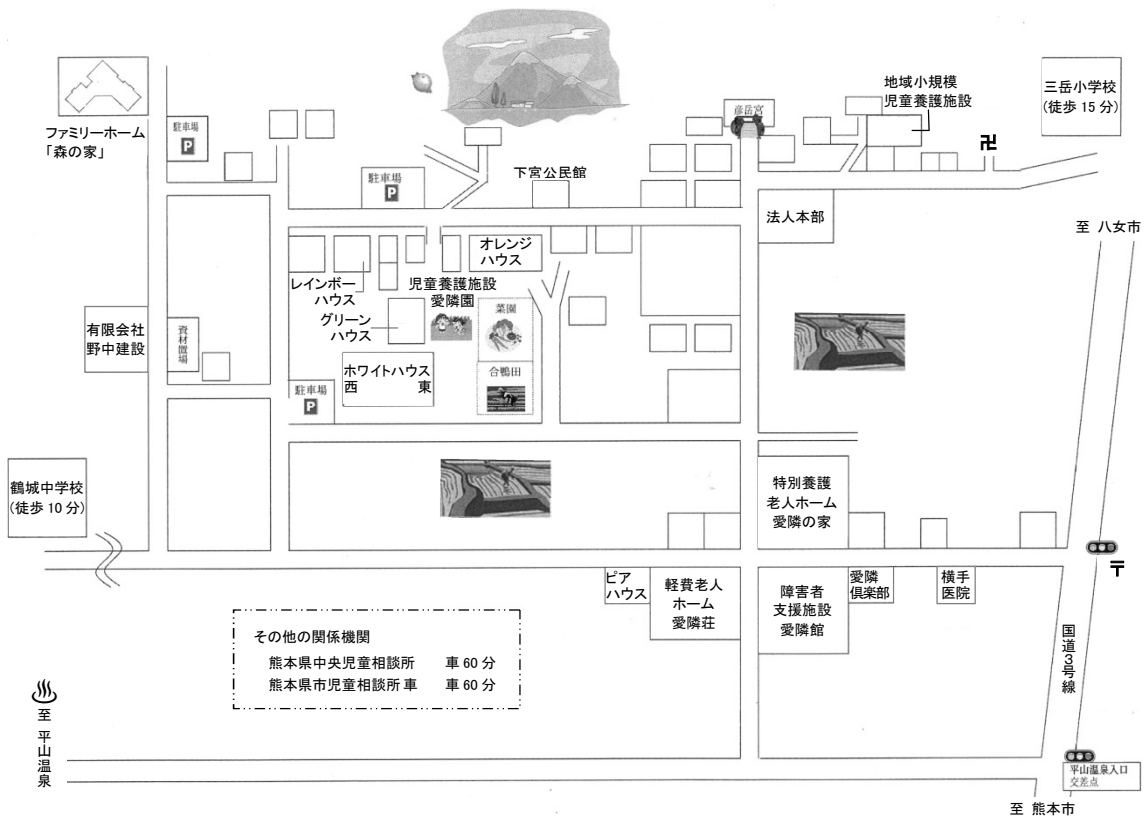 ファミリーホーム
「森の家」
駐車場
P
駐車場
P
下宮公民館
彦岳宮
地域小規模
児童養護施設
卍
三岳小学校
(徒歩 15 分)
法人本部
至 八女市
レインボー
ハウス
児童養護施設
愛隣園
オレンジ
ハウス
グリーン
ハウス
菜園
有限会社
野中建設
資材置場
ホワイトハウス
西 東
合鴨田
駐車場
P
鶴城中学校
(徒歩 10 分)
特別養護
老人ホーム
愛隣の家
〒
ピア
ハウス
軽費老人
ホーム
愛隣荘
障害者
支援施設
愛隣館
愛隣
倶楽部
横手
医院
国道3号線
その他の関係機関
熊本県中央児童相談所 車 60 分
熊本県市児童相談所 車 車 60 分
至 平山温泉
平山温泉入口
交差点
至 熊本市